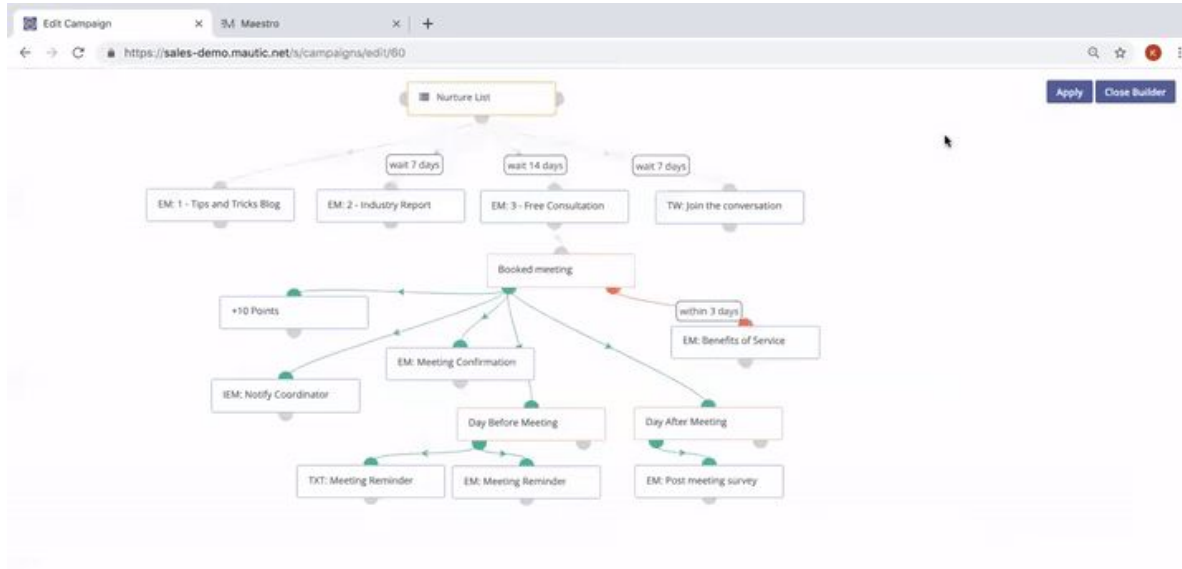 Edit Campaign
Maestro
https://sales-demo.mautic.net/s/campaigns/edit/60
K
Nurture List
Apply
Close Builder
wait 7 days
wait 14 days
wait 7 days
EM: 1 - Tips and Tricks Blog
EM: 2 - Industry Report
EM: 3 - Free Consultation
TW: Join the conversation
Booked meeting
+10 Points
within 3 days
EM: Benefits of Service
EM: Meeting Confirmation
IEM: Notify Coordinator
Day Before Meeting
Day After Meeting
TXT: Meeting Reminder
EM: Meeting Reminder
EM: Post meeting survey